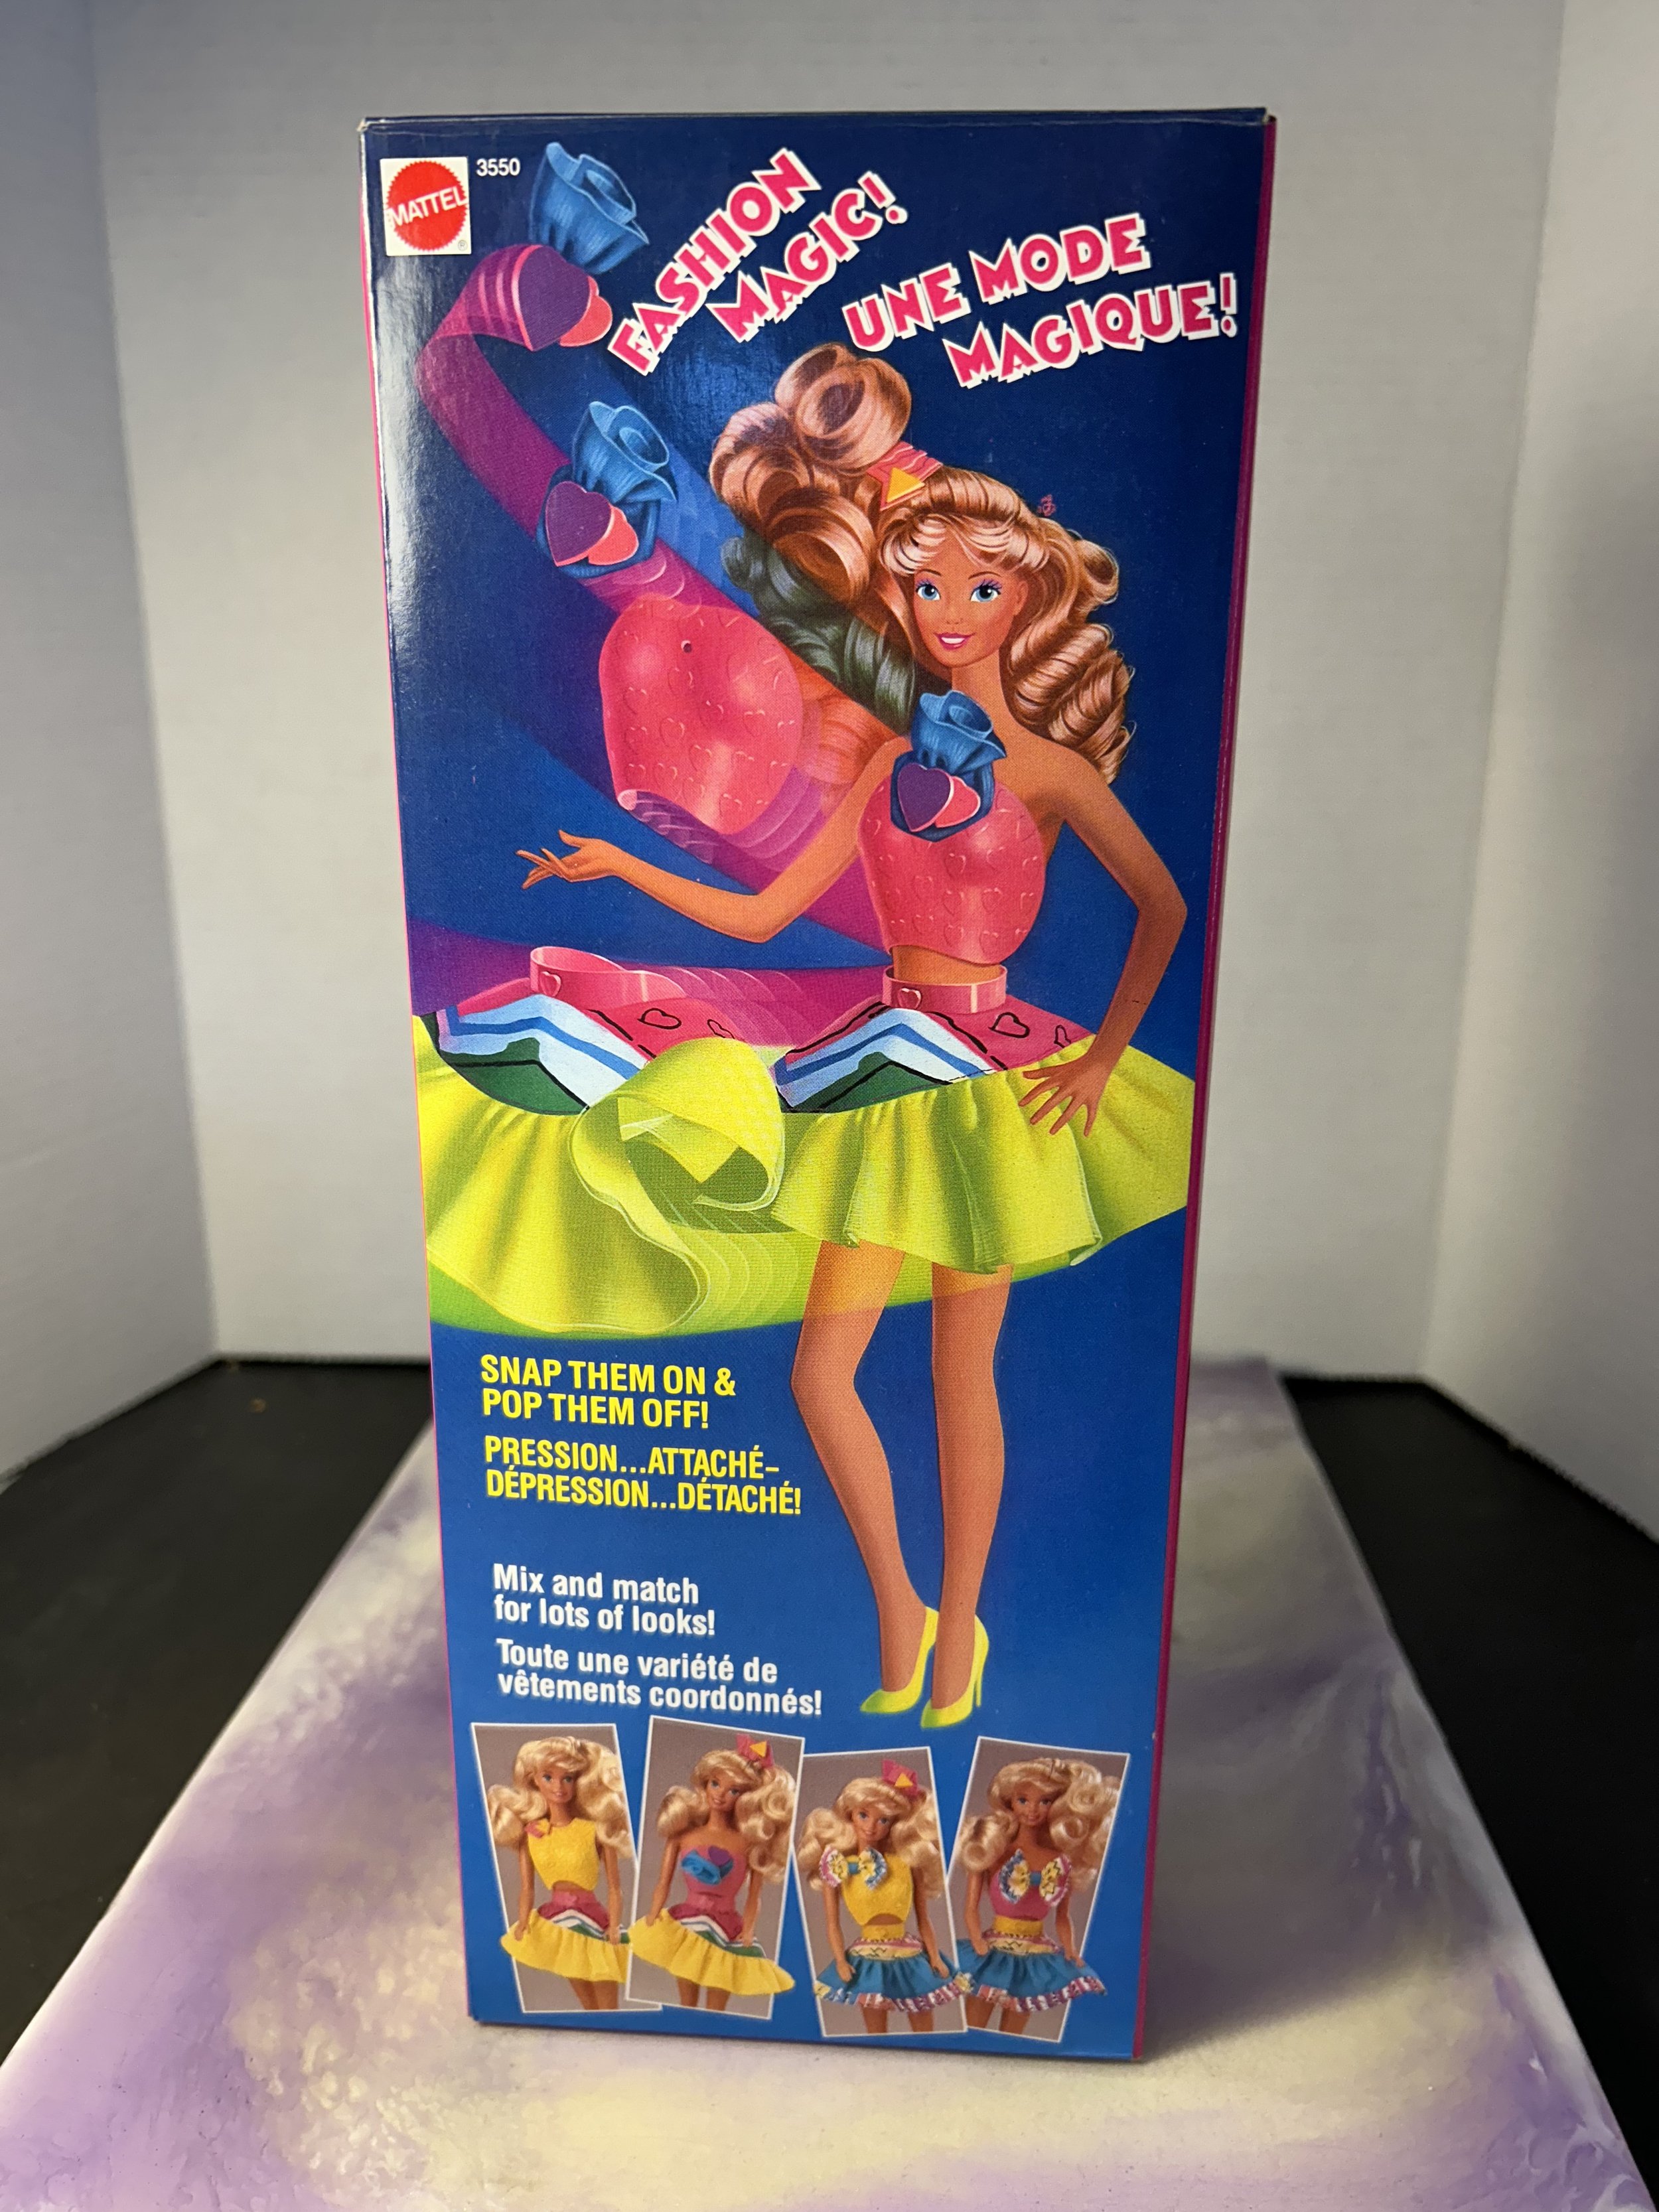 MATTEL
®
3550
FASHION
MAGIC!
UNE MODE
MAGIQUE!
SNAP THEM ON &
POP THEM OFF!
PRESSION...ATTACHÉ-
DÉPRESSION...DÉTACHÉ!
Mix and match
for lots of looks!
Toute une variété de
vêtements coordonnés!